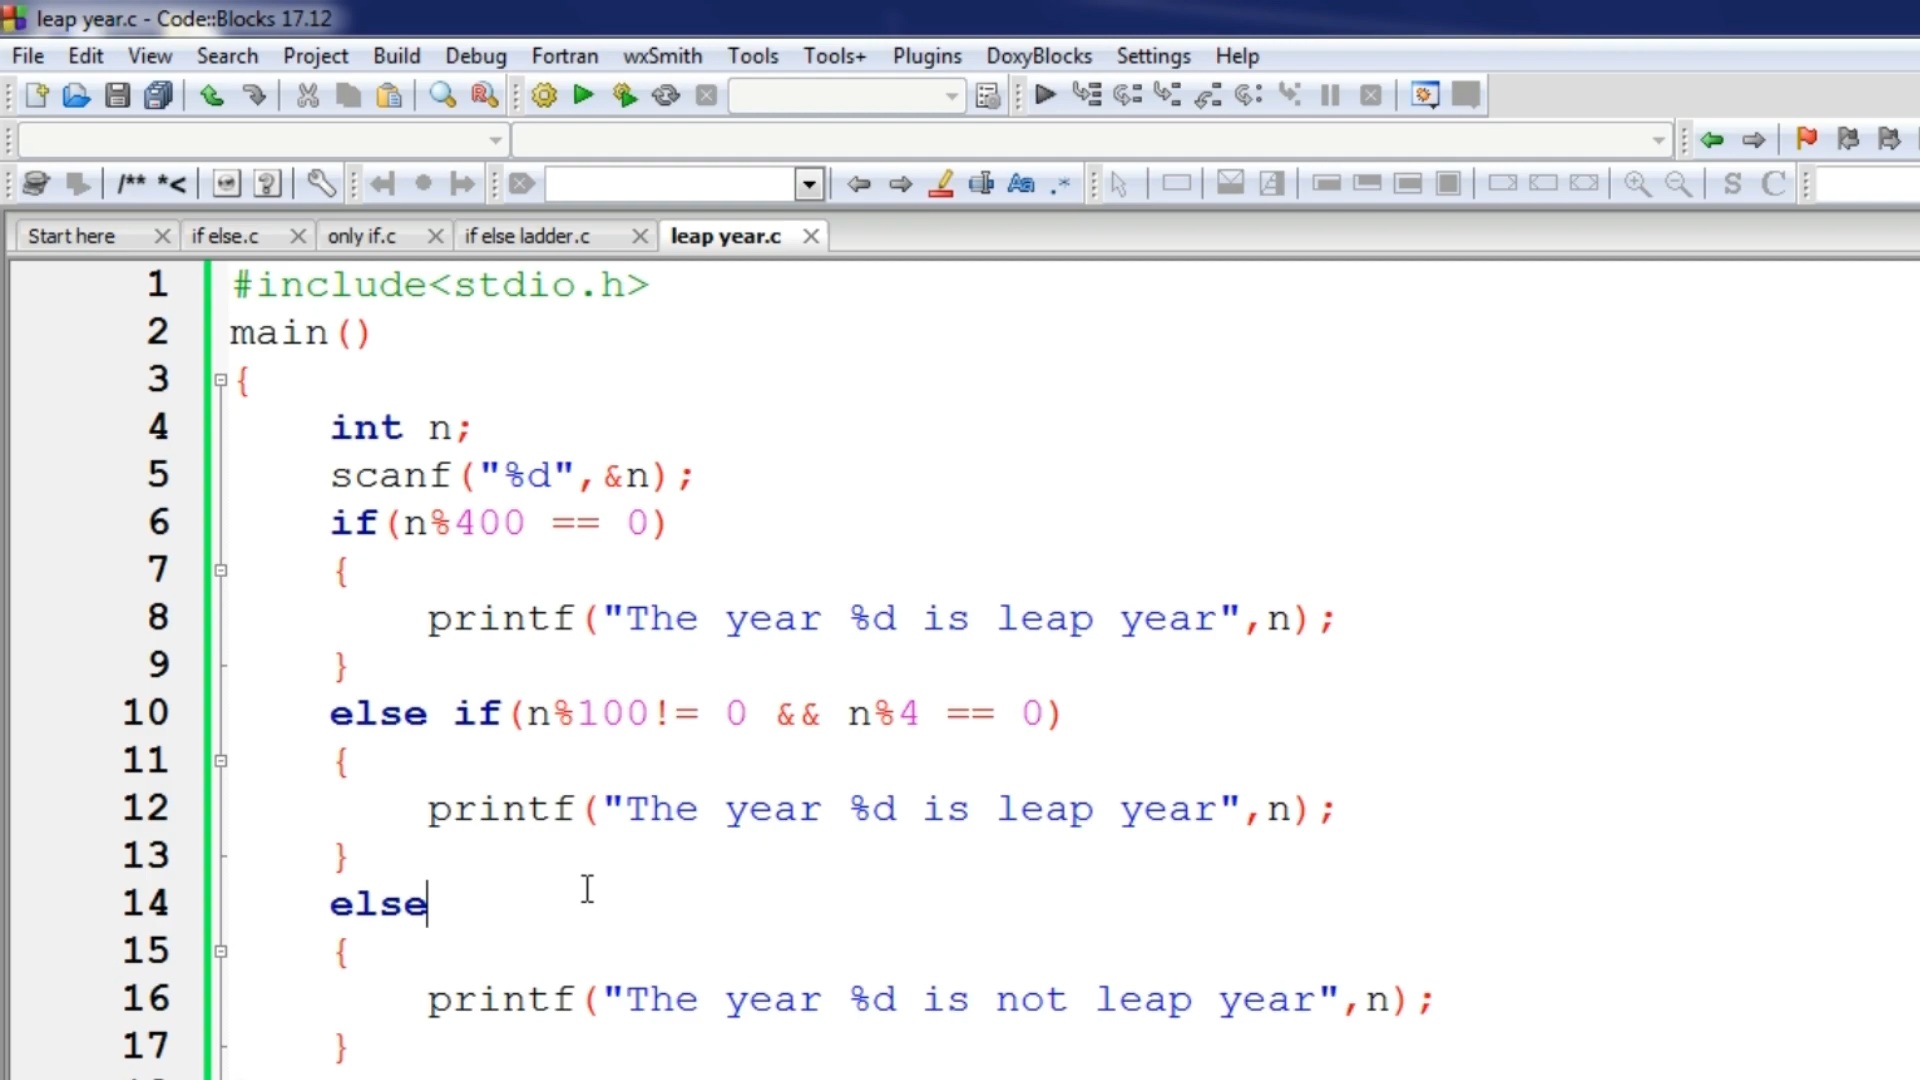 leap year.c - Code::Blocks 17.12
File Edit View Search Project Build Debug Fortran wxSmith Tools Tools+ Plugins DoxyBlocks Settings Help
/** *<
Aa .* S C
Start here if else.c only if.c if else ladder.c leap year.c
1 #include<stdio.h>
2 main()
3 {
4 int n;
5 scanf("%d",&n);
6 if(n%400 == 0)
7 {
8 printf("The year %d is leap year",n);
9 }
10 else if(n%100!= 0 && n%4 == 0)
11 {
12 printf("The year %d is leap year",n);
13 }
14 else
15 {
16 printf("The year %d is not leap year",n);
17 }